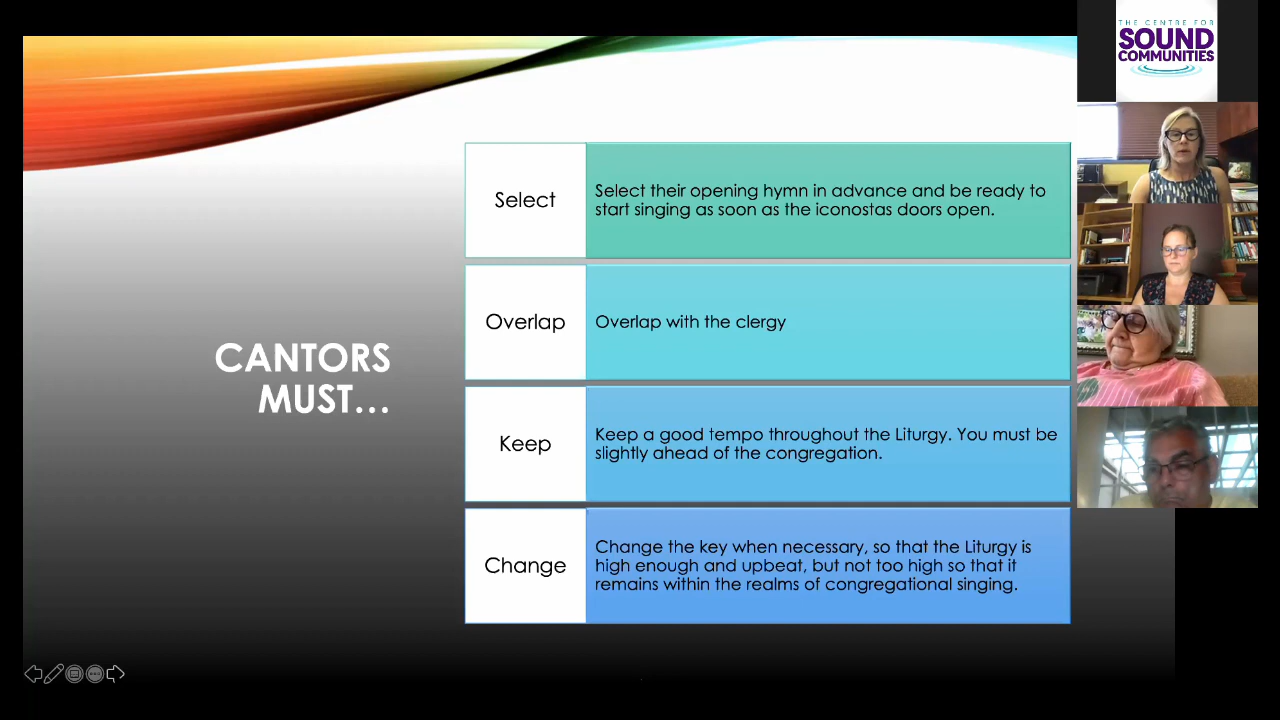 THE CENTRE FOR
SOUND
COMMUNITIES
CANTORS
MUST...
Select
Select their opening hymn in advance and be ready to
start singing as soon as the iconostas doors open.
Overlap
Overlap with the clergy
Keep
Keep a good tempo throughout the Liturgy. You must be
slightly ahead of the congregation.
Change
Change the key when necessary, so that the Liturgy is
high enough and upbeat, but not too high so that it
remains within the realms of congregational singing.